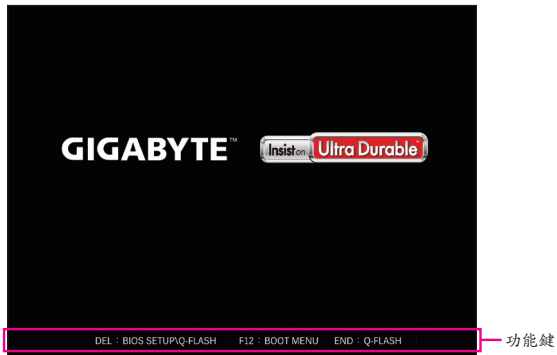 GIGABYTE™ Insist on Ultra Durable™
DEL : BIOS SETUP\Q-FLASH F12 : BOOT MENU END : Q-FLASH
功能鍵